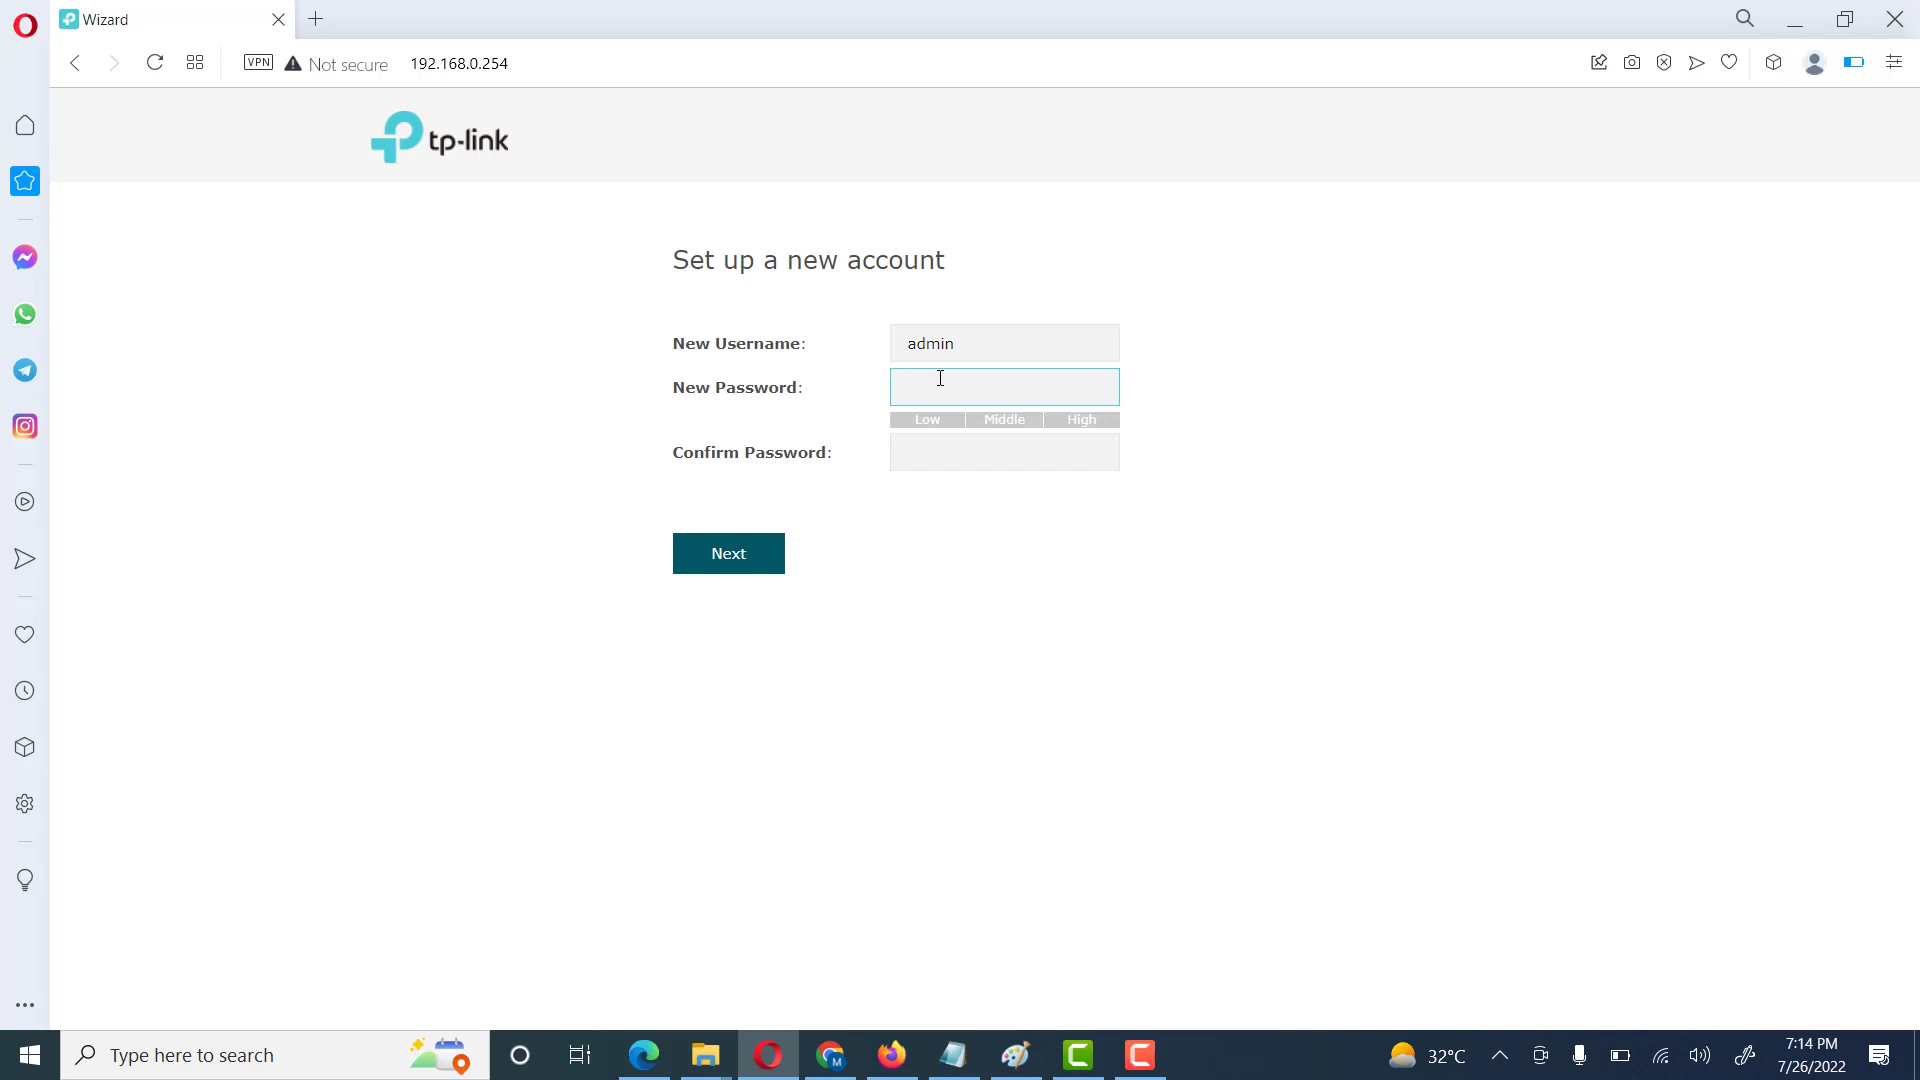 Wizard
VPN
Not secure
192.168.0.254
tp-link
Set up a new account
New Username:
admin
New Password:
Low
Middle
High
Confirm Password:
Next
Type here to search
M
32°C
7:14 PM
7/26/2022